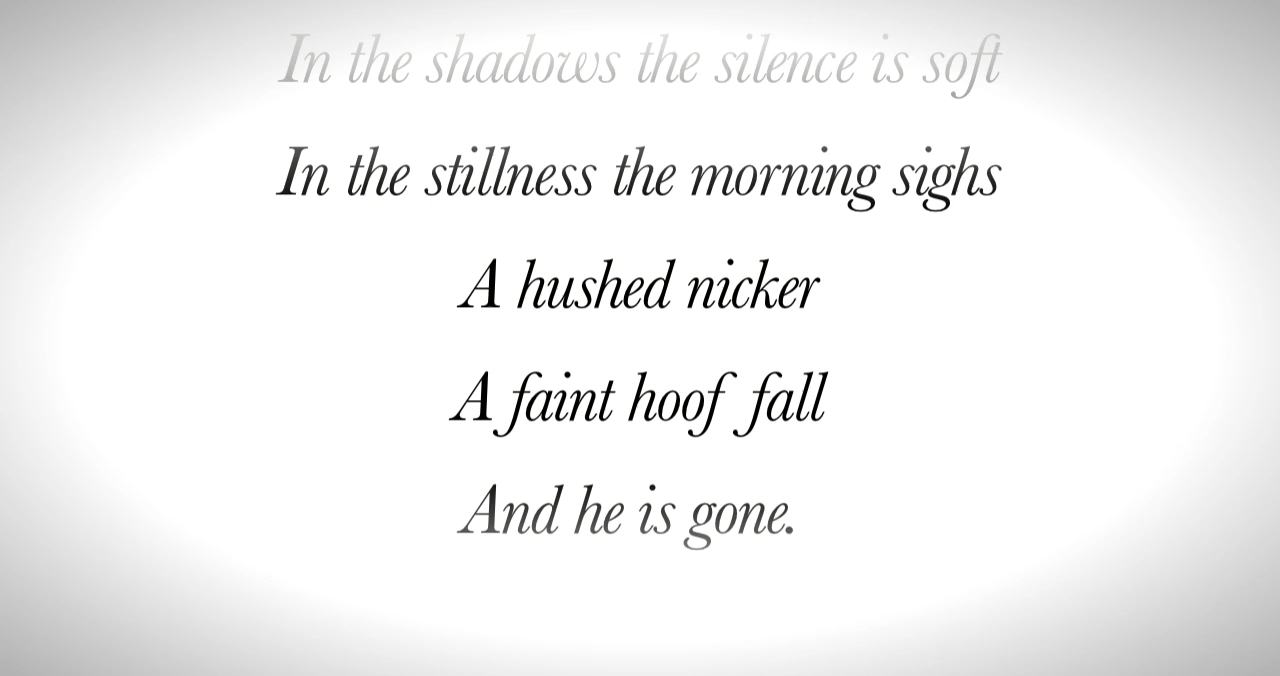 In the shadows the silence is soft
In the stillness the morning sighs
A hushed nicker
A faint hoof fall
And he is gone.